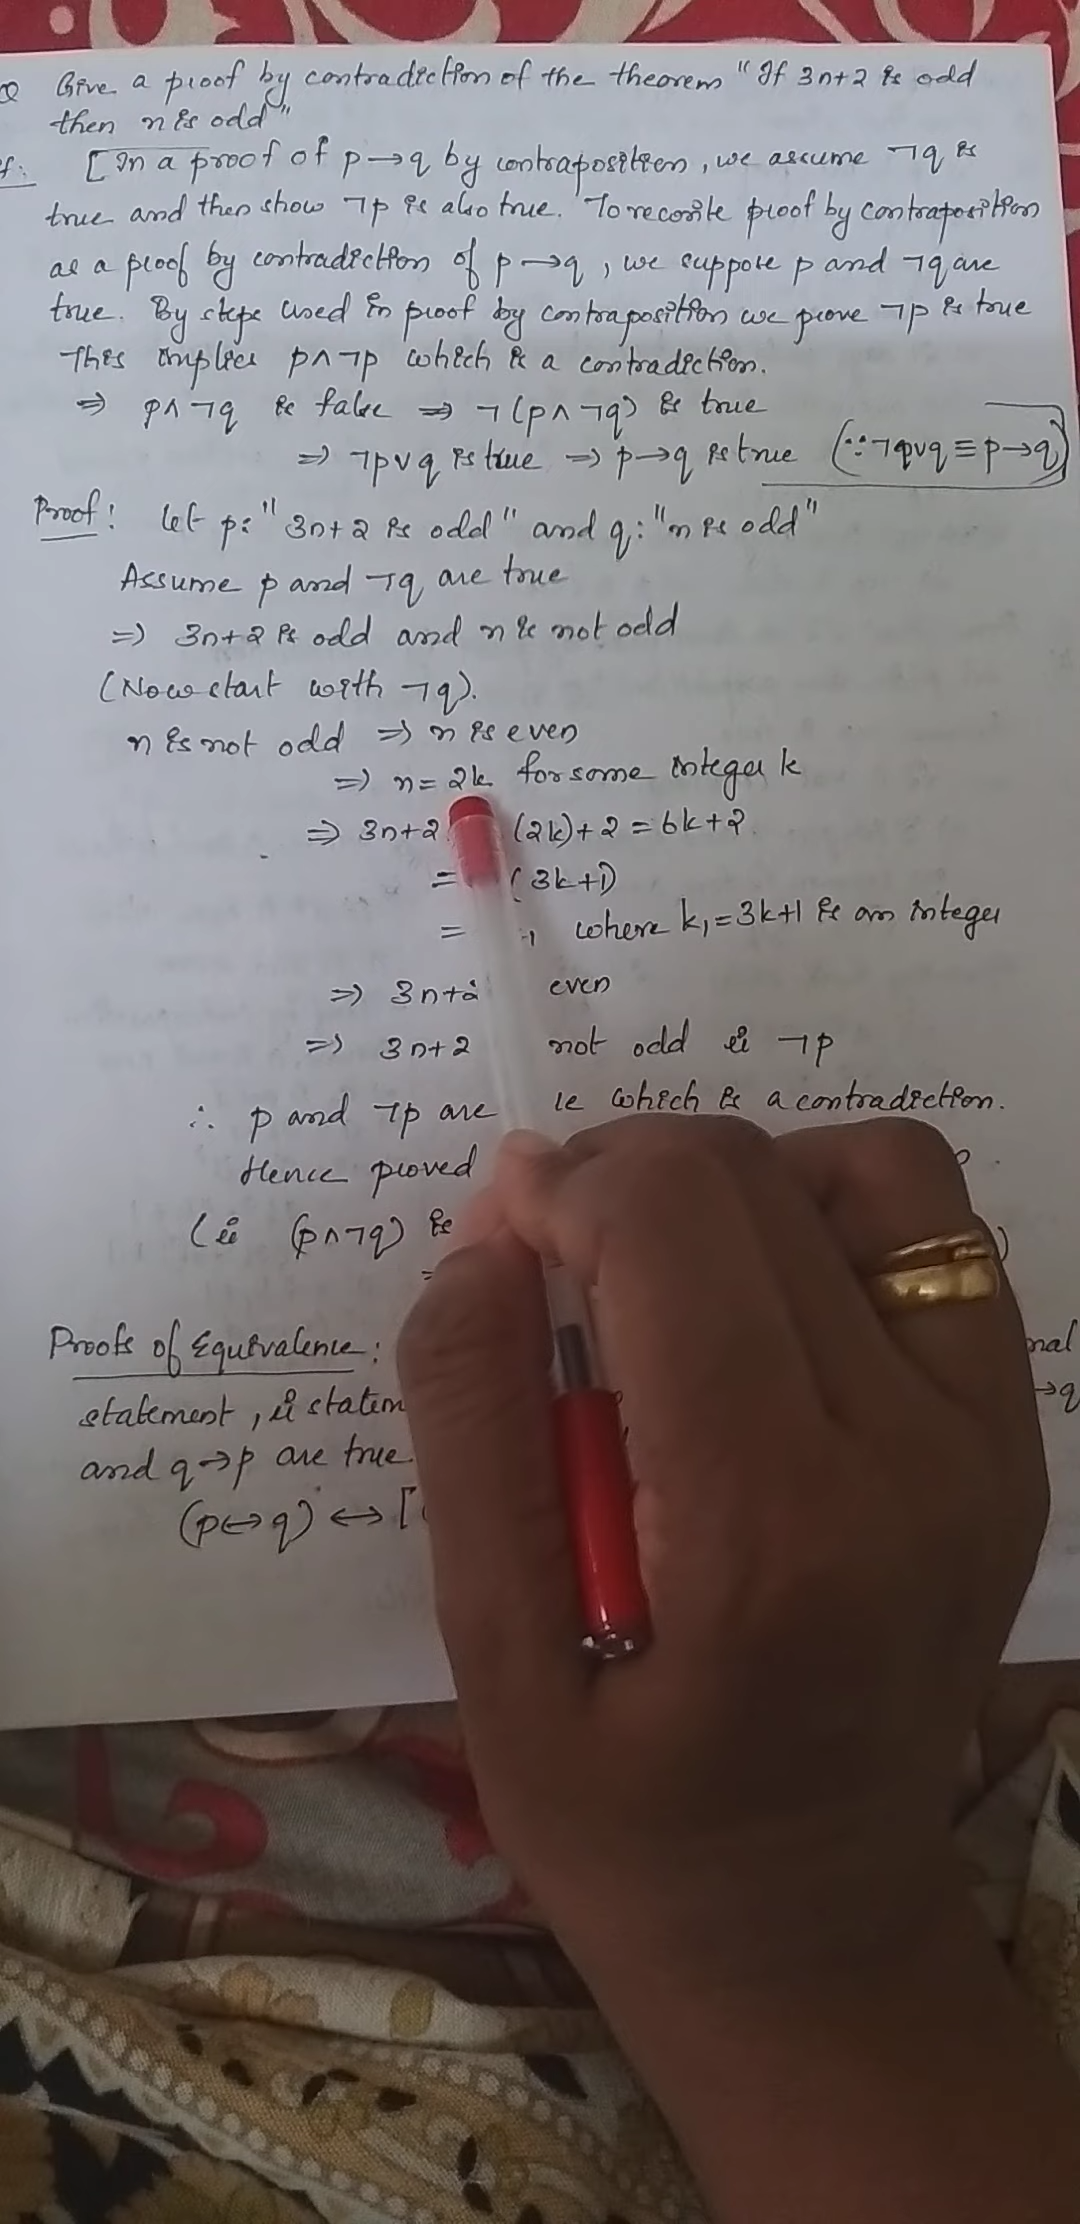 Q Give a proof by contradiction of the theorem "If 3n+2 is odd
then n is odd"
[In a proof of p→q by contraposition, we assume ¬q is
true and then show ¬p is also true. To rewrite proof by contraposition
as a proof by contradiction of p→q, we suppose p and ¬q are
true. By steps used in proof by contraposition we prove ¬p is true
This implies p∧¬p which is a contradiction.
⇒ p∧¬q is false ⇒ ¬(p∧¬q) is true
⇒ ¬p∨q is true ⇒ p→q is true (∵¬p∨q ≡ p→q)
Proof: Let p: "3n+2 is odd" and q: "n is odd"
Assume p and ¬q are true
⇒ 3n+2 is odd and n is not odd
(Now start with ¬q).
n is not odd ⇒ n is even
⇒ n = 2k for some integer k
⇒ 3n+2 (2k)+2 = 6k+2
= (3k+1)
= where k₁=3k+1 is an integer
⇒ 3n+2 even
⇒ 3n+2 not odd ie ¬p
∴ p and ¬p are which is a contradiction.
Hence proved
(ie (p∧¬q) is )
Proofs of Equivalence:
statement, ie →q
and q→p are true.
(p↔q) ↔ [